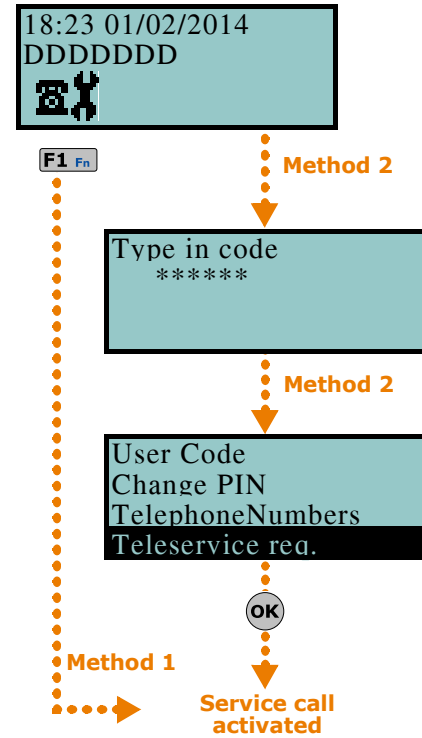 18:23 01/02/2014
DDDDDDD
F1 Fn
Method 2
Type in code
******
Method 2
User Code
Change PIN
TelephoneNumbers
Teleservice req.
OK
Method 1
Service call
activated